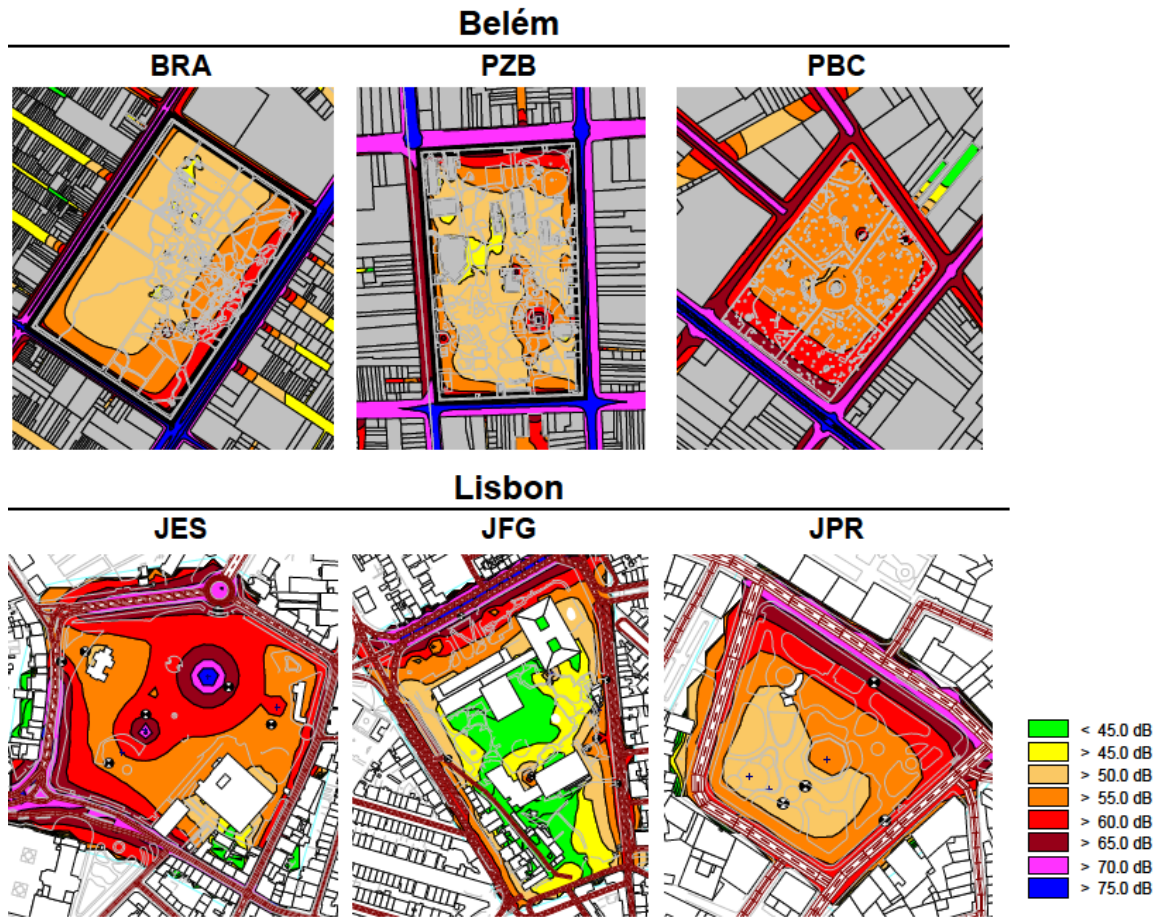 Belém
BRA PZB PBC
Lisbon
JES JFG JPR
< 45.0 dB
> 45.0 dB
> 50.0 dB
> 55.0 dB
> 60.0 dB
> 65.0 dB
> 70.0 dB
> 75.0 dB